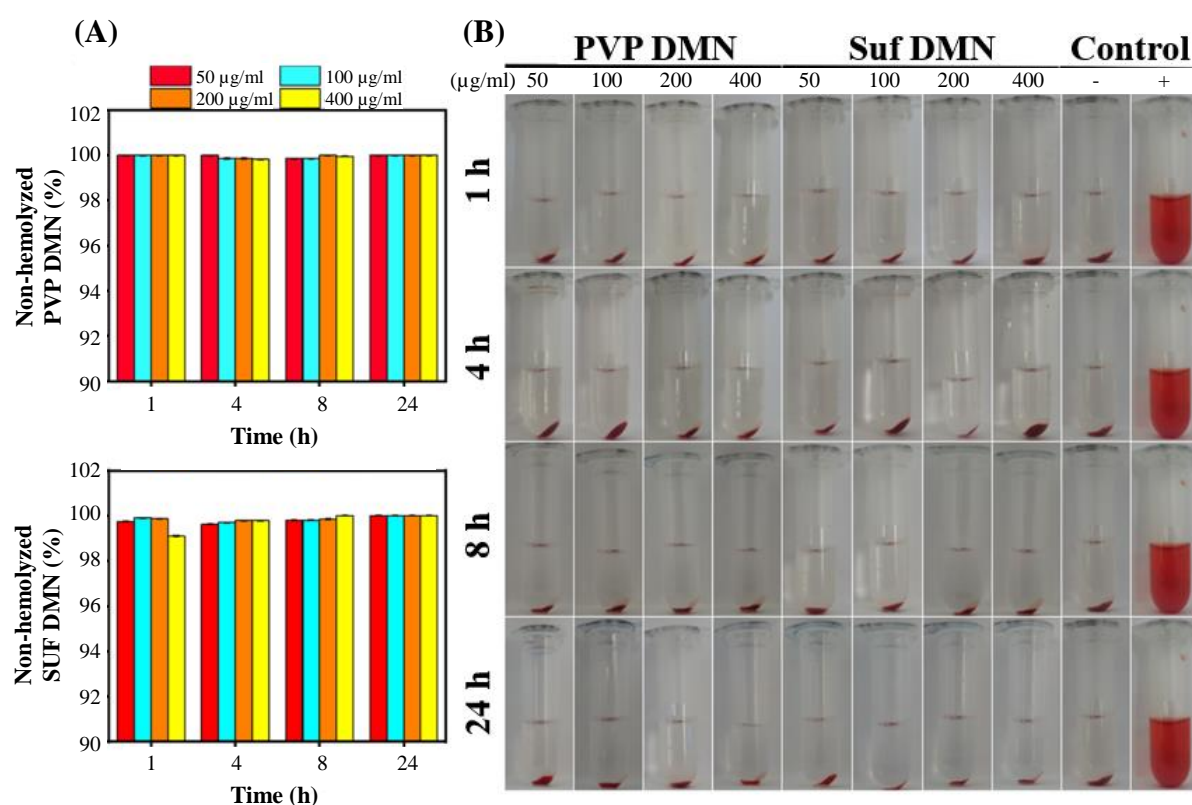 (A)
50 µg/ml 100 µg/ml
200 µg/ml 400 µg/ml
Non-hemolyzed
PVP DMN (%)
102
100
98
96
94
92
90
1 4 8 24
Time (h)
Non-hemolyzed
SUF DMN (%)
102
100
98
96
94
92
90
1 4 8 24
Time (h)
(B)
PVP DMN Suf DMN Control
(µg/ml) 50 100 200 400 50 100 200 400 - +
1 h
4 h
8 h
24 h